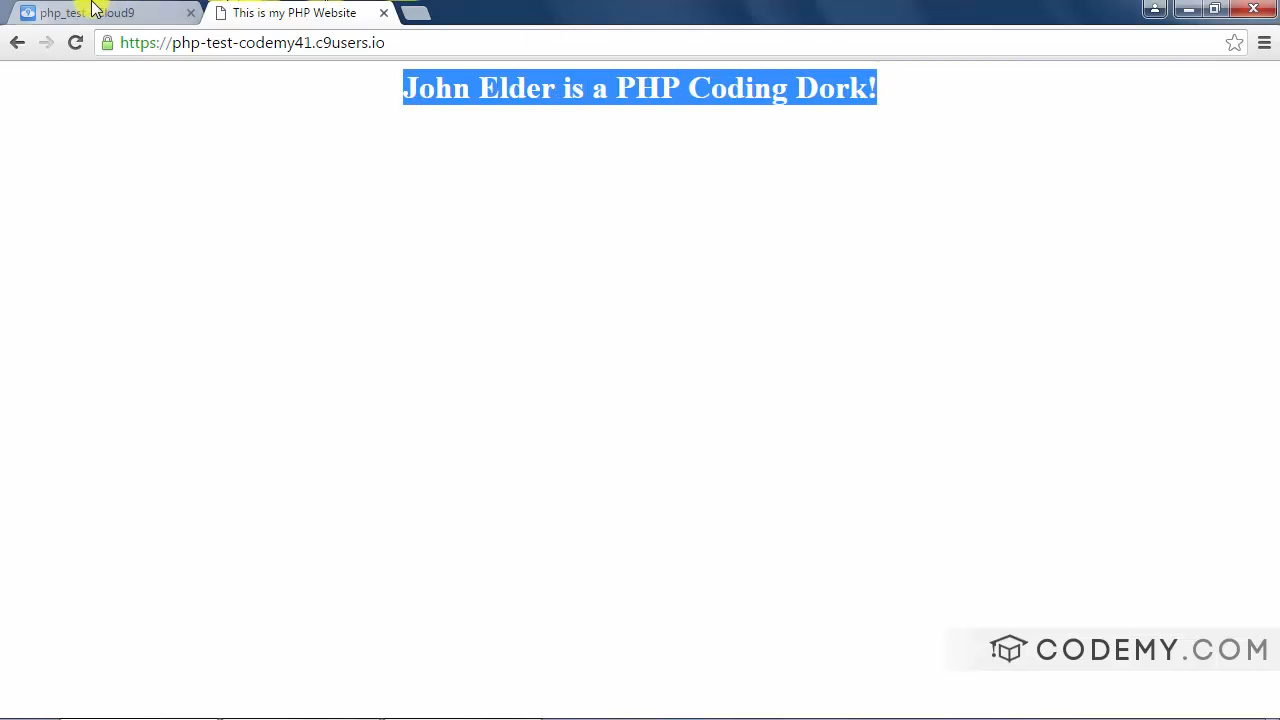 php_test cloud9
This is my PHP Website
https://php-test-codemy41.c9users.io
John Elder is a PHP Coding Dork!
CODEMY.COM